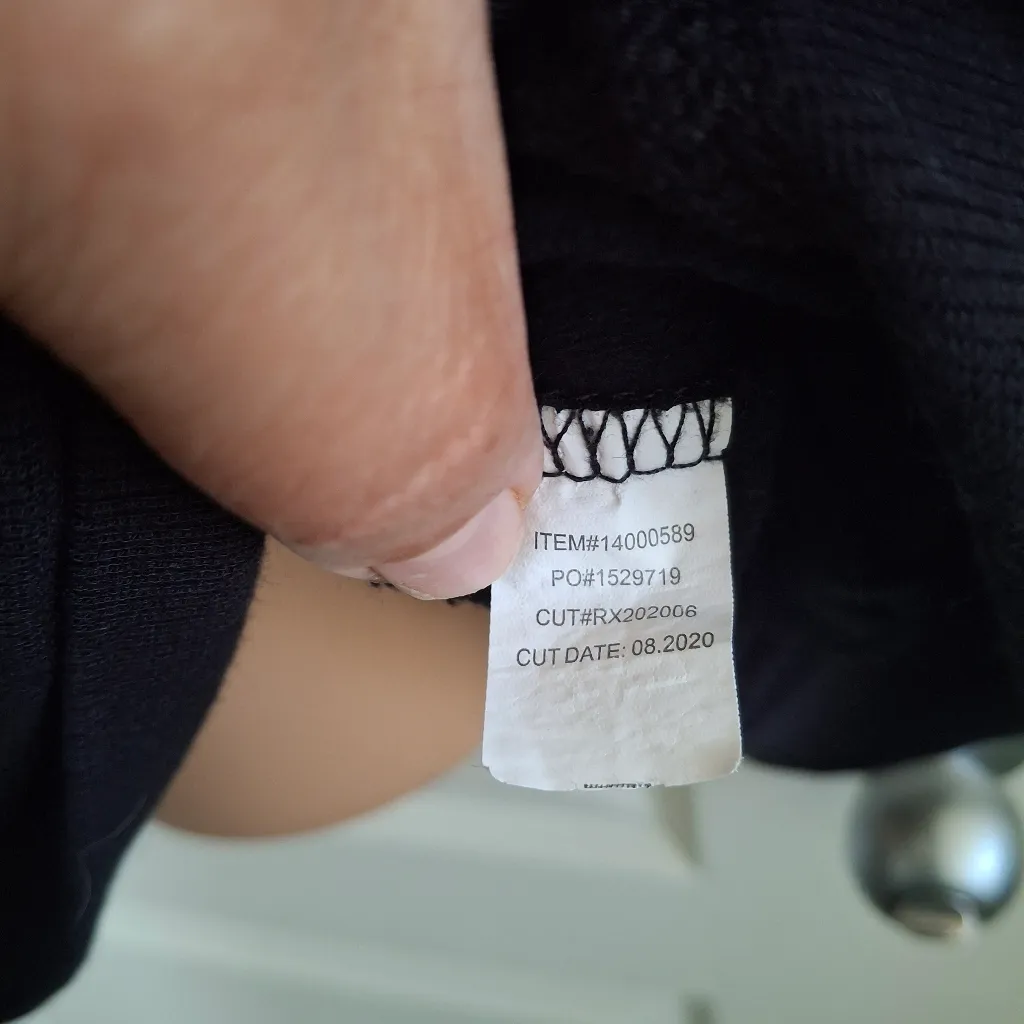 ITEM#14000589
PO#1529719
CUT#RX202006
CUT DATE: 08.2020